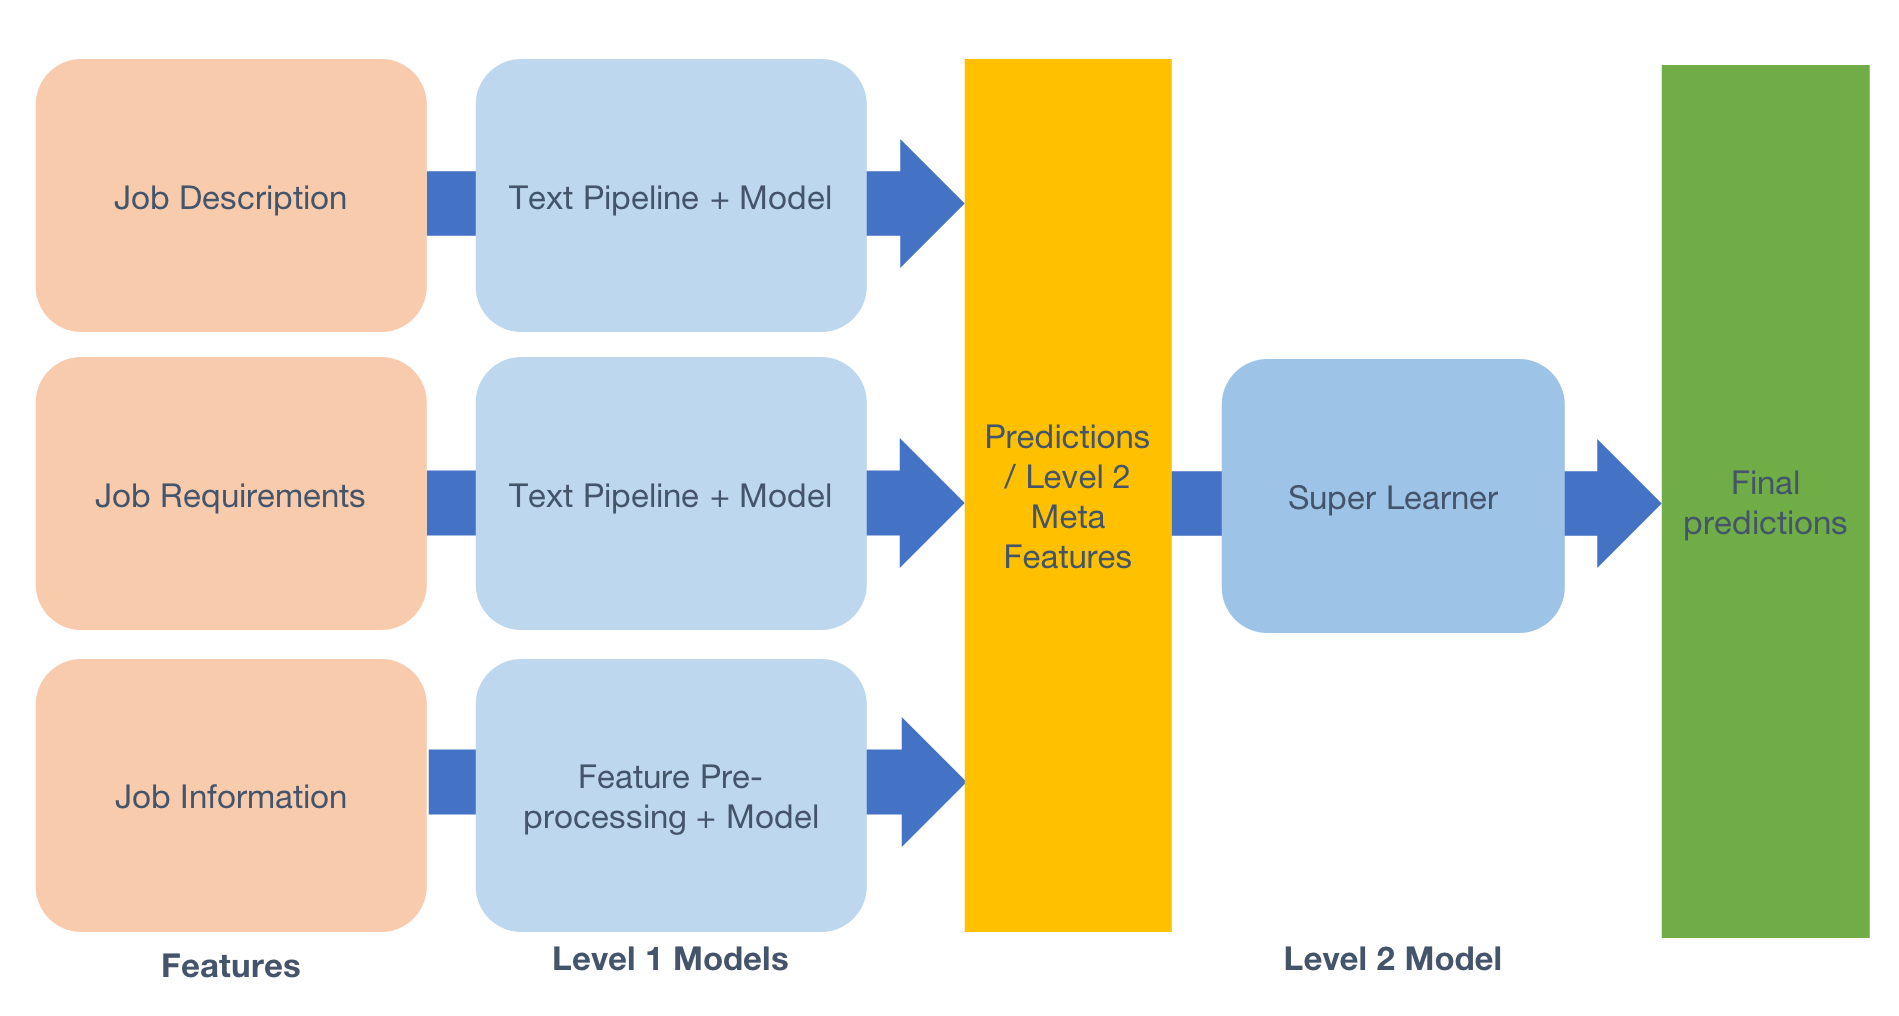 Job Description
Text Pipeline + Model
Job Requirements
Text Pipeline + Model
Job Information
Feature Pre-
processing + Model
Predictions
/ Level 2
Meta
Features
Super Learner
Final
predictions
Features
Level 1 Models
Level 2 Model